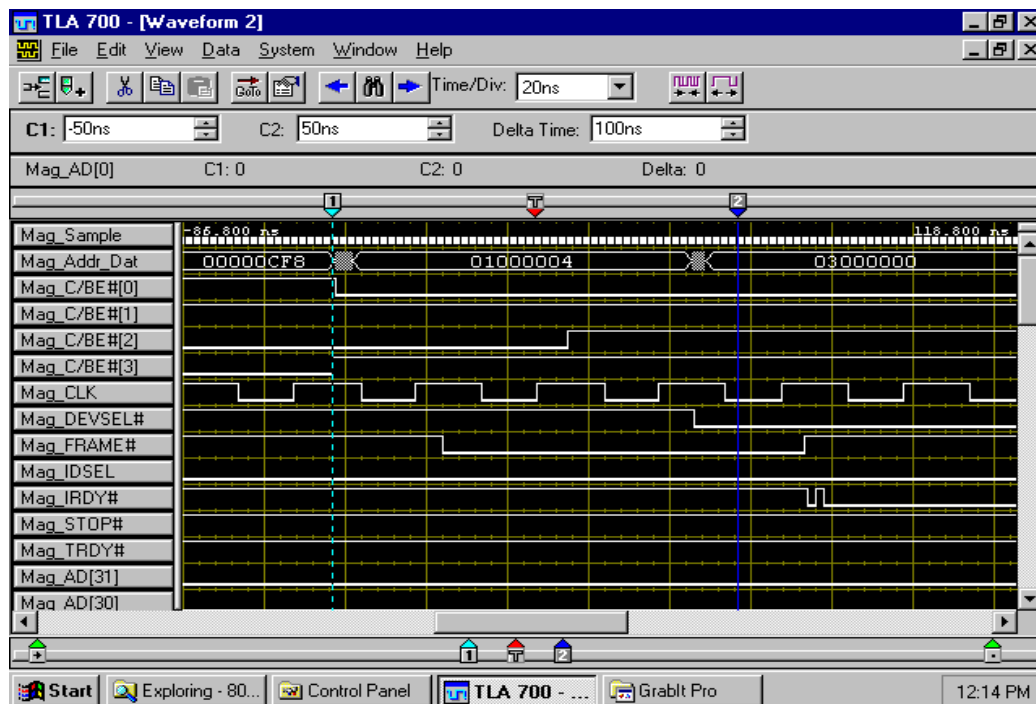 TLA 700 - [Waveform 2]
File Edit View Data System Window Help
GoTo Time/Div: 20ns
C1: -50ns C2: 50ns Delta Time: 100ns
Mag_AD[0] C1: 0 C2: 0 Delta: 0
1 T 2
Mag_Sample -86.800 ns 118.800 ns
Mag_Addr_Dat 00000CF8 01000004 03000000
Mag_C/BE#[0]
Mag_C/BE#[1]
Mag_C/BE#[2]
Mag_C/BE#[3]
Mag_CLK
Mag_DEVSEL#
Mag_FRAME#
Mag_IDSEL
Mag_IRDY#
Mag_STOP#
Mag_TRDY#
Mag_AD[31]
Mag_AD[30]
1 T 2
Start Exploring - 80... Control Panel TLA 700 - ... GrabIt Pro 12:14 PM